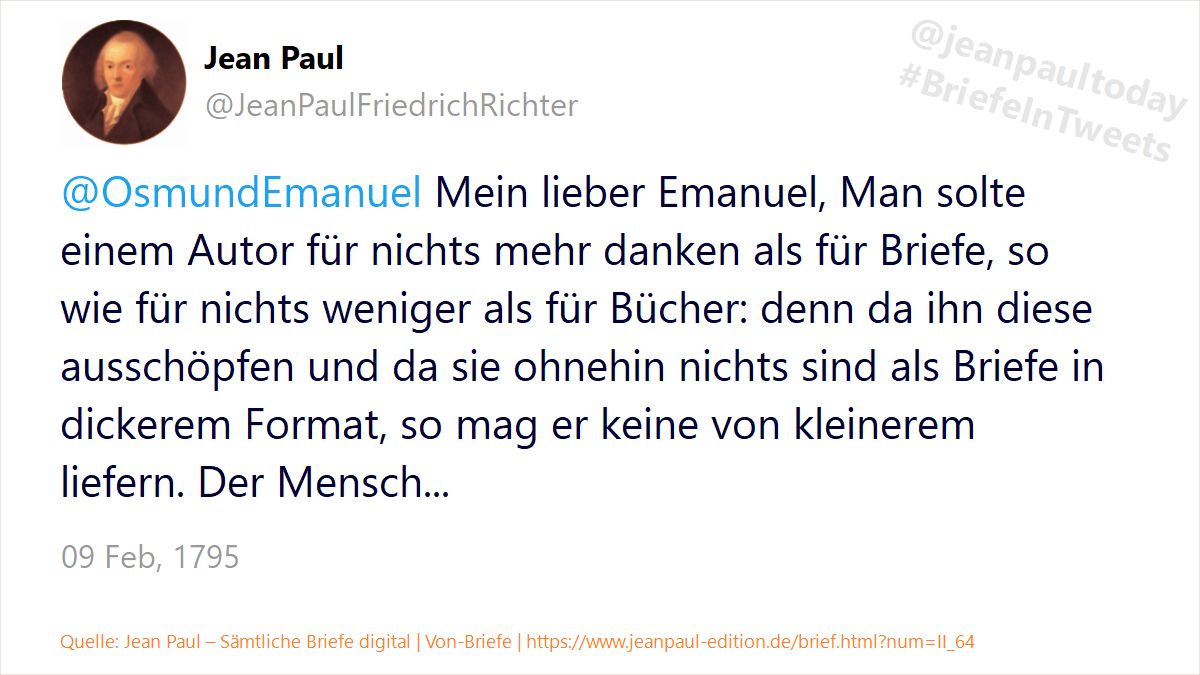 Jean Paul
@JeanPaulFriedrichRichter
@jeanpaultoday
#BriefeInTweets
@OsmundEmanuel Mein lieber Emanuel, Man solte
einem Autor für nichts mehr danken als für Briefe, so
wie für nichts weniger als für Bücher: denn da ihn diese
ausschöpfen und da sie ohnehin nichts sind als Briefe in
dickerem Format, so mag er keine von kleinerem
liefern. Der Mensch...
09 Feb, 1795
Quelle: Jean Paul – Sämtliche Briefe digital | Von-Briefe | https://www.jeanpaul-edition.de/brief.html?num=II_64